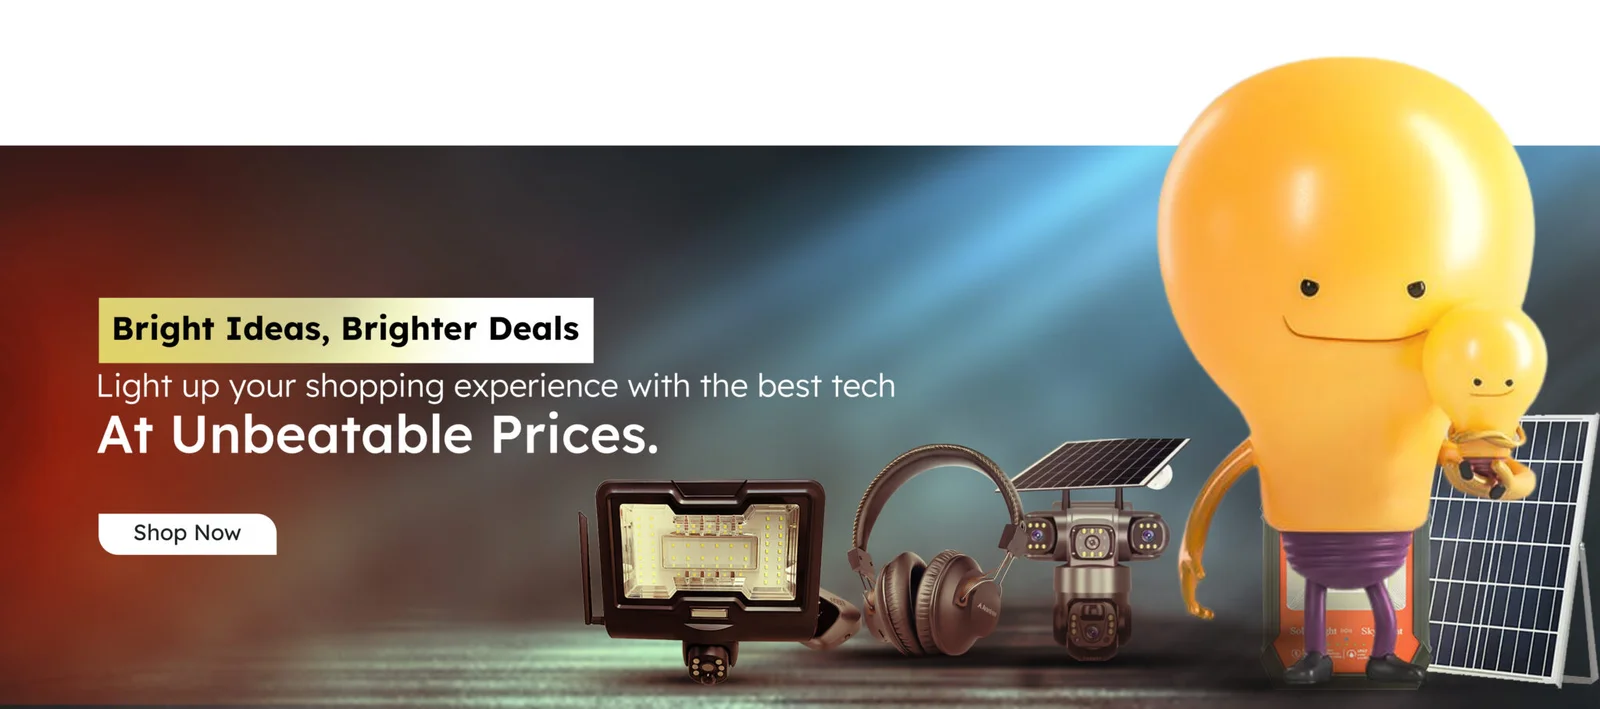 Bright Ideas, Brighter Deals
Light up your shopping experience with the best tech
At Unbeatable Prices.
Shop Now